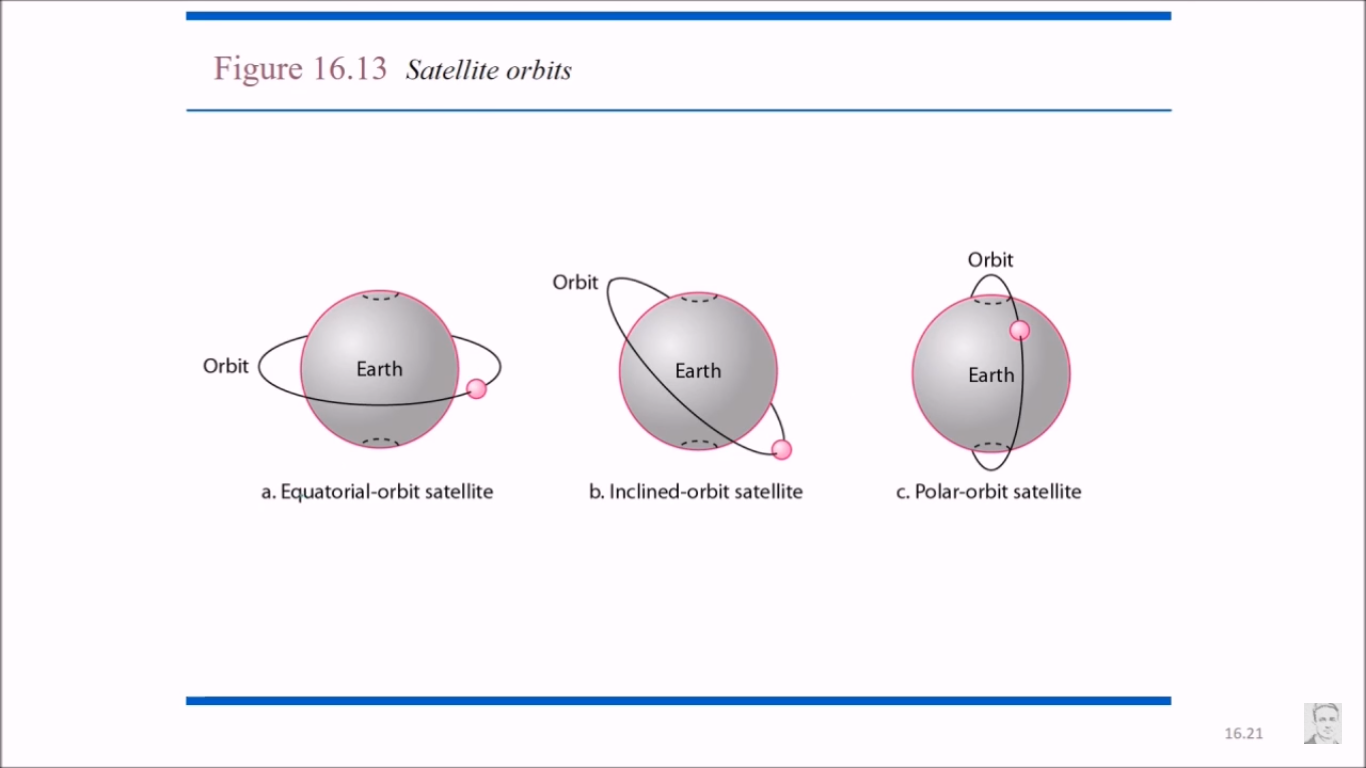 Figure 16.13 Satellite orbits
Orbit
Earth
a. Equatorial-orbit satellite
Orbit
Earth
b. Inclined-orbit satellite
Orbit
Earth
c. Polar-orbit satellite
16.21